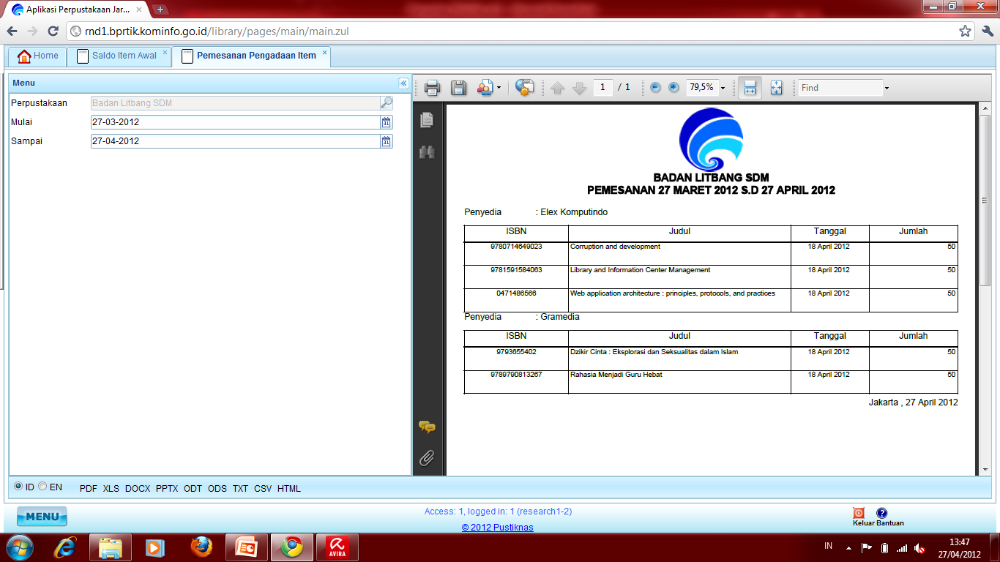 Aplikasi Perpustakaan Jar...
rnd1.bprtik.kominfo.go.id/library/pages/main/main.zul
Home Saldo Item Awal Pemesanan Pengadaan Item
Menu
Perpustakaan Badan Litbang SDM
Mulai 27-03-2012
Sampai 27-04-2012
1 / 1 79,5% Find
BADAN LITBANG SDM
PEMESANAN 27 MARET 2012 S.D 27 APRIL 2012
Penyedia : Elex Komputindo
ISBN Judul Tanggal Jumlah
9780714649023 Corruption and development 18 April 2012 50
9781591584063 Library and Information Center Management 18 April 2012 50
0471486566 Web application architecture : principles, protocols, and practices 18 April 2012 50
Penyedia : Gramedia
ISBN Judul Tanggal Jumlah
9793655402 Dzikir Cinta : Eksplorasi dan Seksualitas dalam Islam 18 April 2012 50
9789790813267 Rahasia Menjadi Guru Hebat 18 April 2012 50
Jakarta , 27 April 2012
ID EN PDF XLS DOCX PPTX ODT ODS TXT CSV HTML
MENU
Access: 1, logged in: 1 (research1-2)
© 2012 Pustiknas
Keluar Bantuan
AVIRA
IN
13:47
27/04/2012